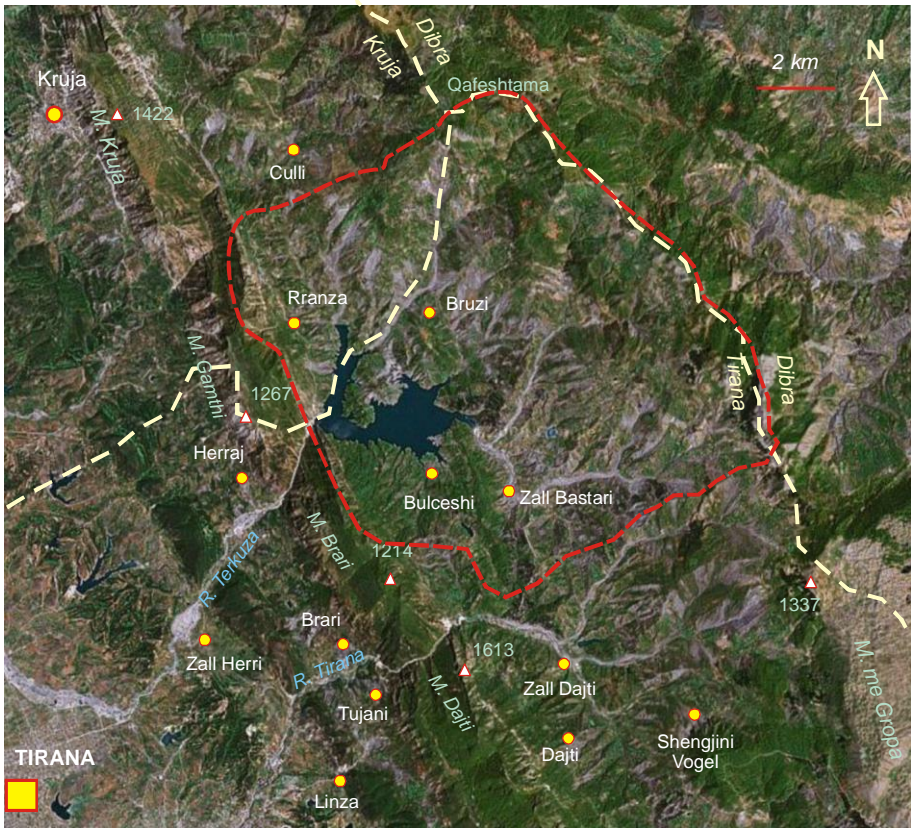 Dibra
Kruja
N
2 km
Qafeshtama
Kruja
1422
M. Kruja
Culli
Rranza
Bruzi
M. Gamthi
1267
Tirana
Dibra
Herraj
Bulceshi
Zall Bastari
M. Brari
R. Terkuza
1214
1337
Brari
Zall Herri
R. Tirana
1613
Zall Dajti
M. me Gropa
M. Dajti
Tujani
Shengjini
Vogel
Dajti
TIRANA
Linza